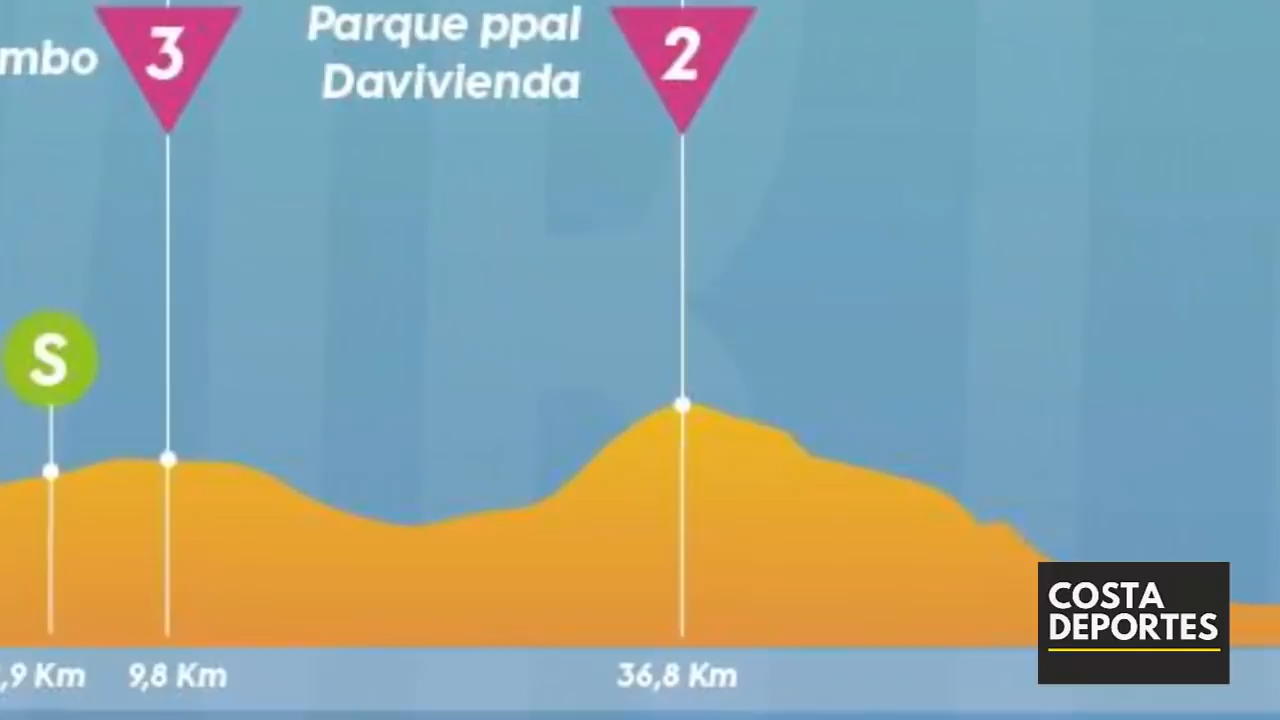 3
mbo
Parque ppal
Davivienda
2
S
,9 Km
9,8 Km
36,8 Km
COSTA
DEPORTES